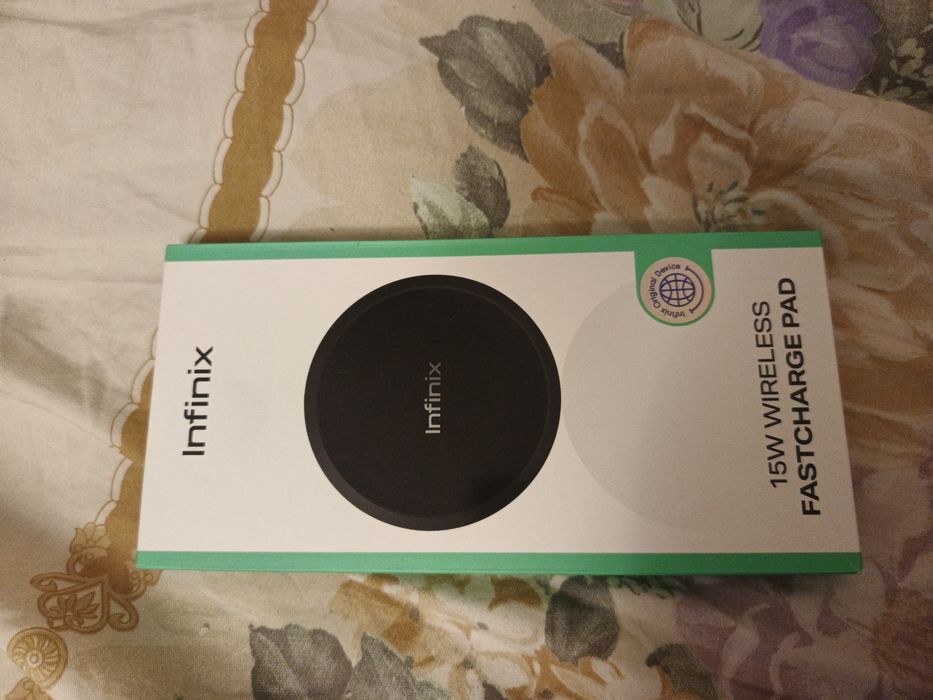 Infinix
Infinix
Infinix Original Device
15W WIRELESS
FASTCHARGE PAD